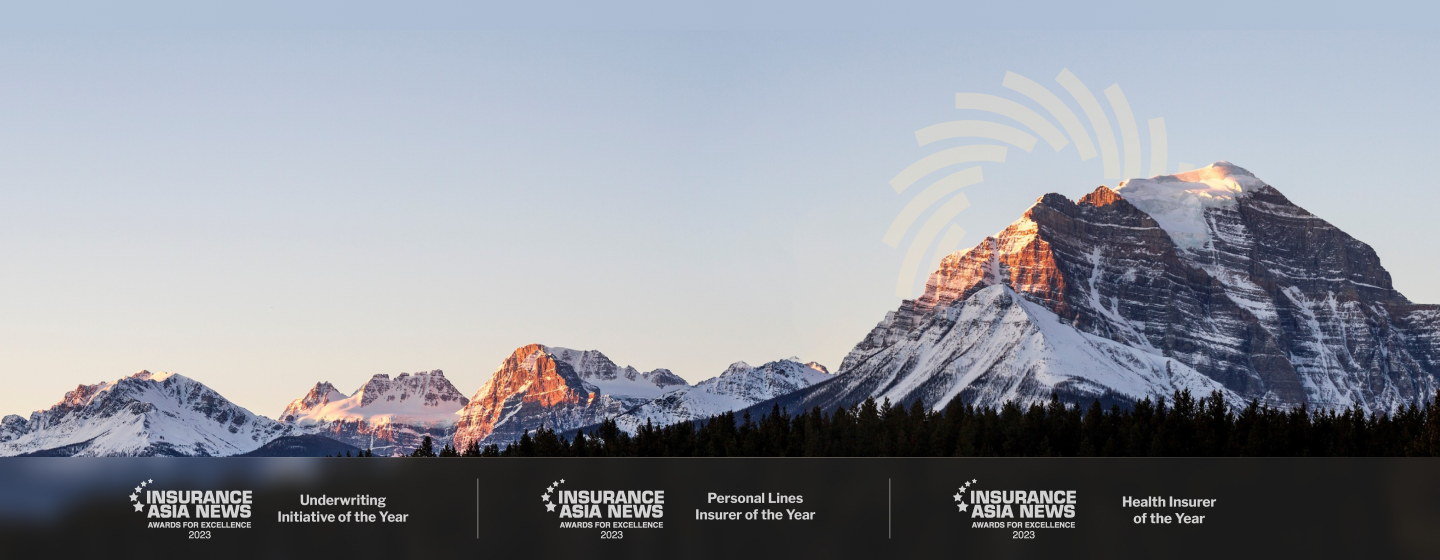 INSURANCE
ASIA NEWS
AWARDS FOR EXCELLENCE
2023
Underwriting
Initiative of the Year
INSURANCE
ASIA NEWS
AWARDS FOR EXCELLENCE
2023
Personal Lines
Insurer of the Year
INSURANCE
ASIA NEWS
AWARDS FOR EXCELLENCE
2023
Health Insurer
of the Year